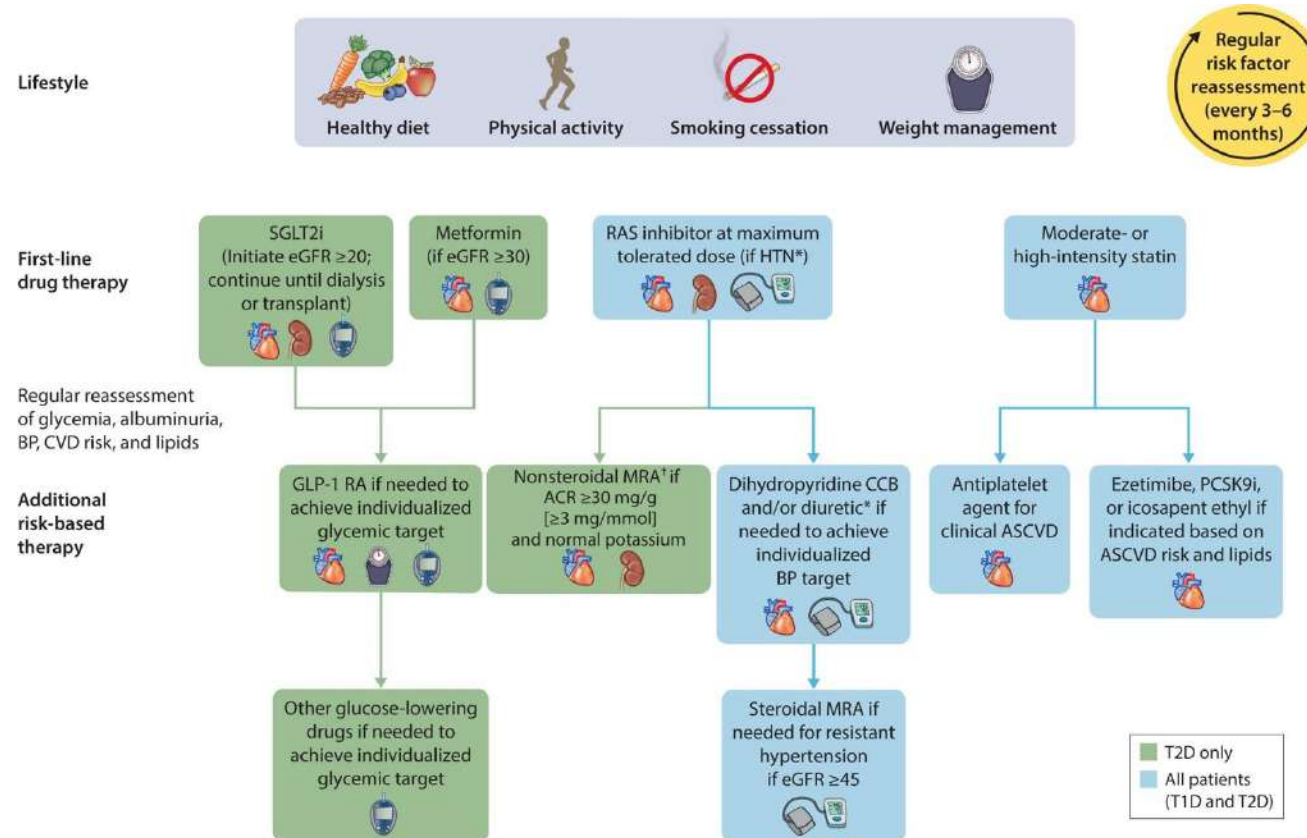 Lifestyle
Healthy diet
Physical activity
Smoking cessation
Weight management
Regular
risk factor
reassessment
(every 3–6
months)
First-line
drug therapy
SGLT2i
(Initiate eGFR ≥20;
continue until dialysis
or transplant)
Metformin
(if eGFR ≥30)
RAS inhibitor at maximum
tolerated dose (if HTN*)
Moderate- or
high-intensity statin
Regular reassessment
of glycemia, albuminuria,
BP, CVD risk, and lipids
Additional
risk-based
therapy
GLP-1 RA if needed to
achieve individualized
glycemic target
Nonsteroidal MRA† if
ACR ≥30 mg/g
[≥3 mg/mmol]
and normal potassium
Dihydropyridine CCB
and/or diuretic* if
needed to achieve
individualized
BP target
Antiplatelet
agent for
clinical ASCVD
Ezetimibe, PCSK9i,
or icosapent ethyl if
indicated based on
ASCVD risk and lipids
Other glucose-lowering
drugs if needed to
achieve individualized
glycemic target
Steroidal MRA if
needed for resistant
hypertension
if eGFR ≥45
T2D only
All patients
(T1D and T2D)